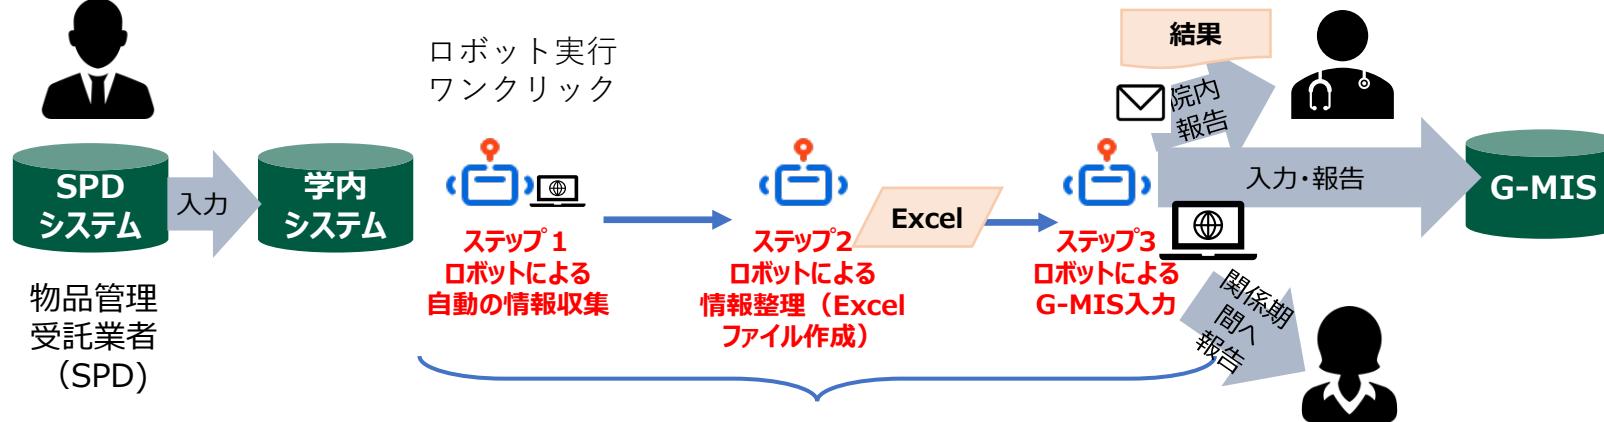 ロボット実行
ワンクリック
SPD
システム
入力
学内
システム
物品管理
受託業者
（SPD)
ステップ１
ロボットによる
自動の情報収集
ステップ2
ロボットによる
情報整理（Excel
ファイル作成）
Excel
ステップ3
ロボットによる
G-MIS入力
結果
院内
報告
入力・報告
G-MIS
関係期
間へ
報告